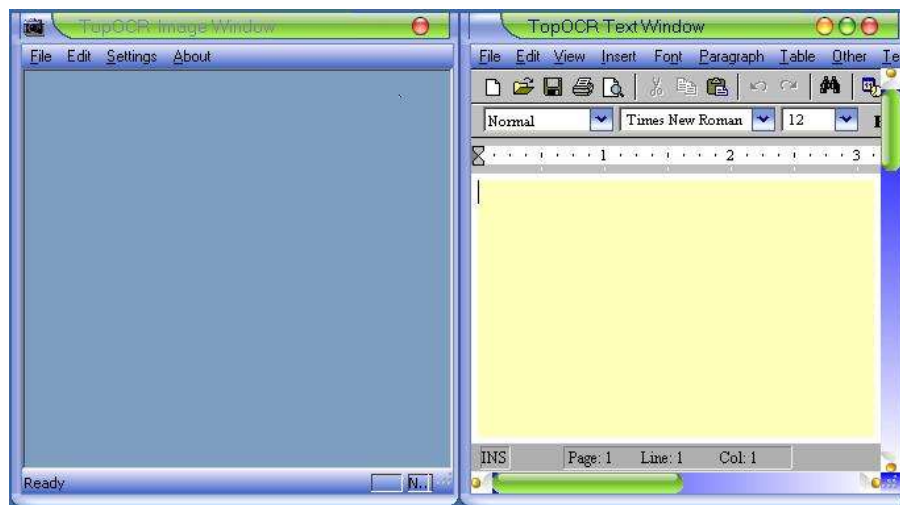 TopOCR Image Window
File Edit Settings About
Ready
N..
TopOCR Text Window
File Edit View Insert Font Paragraph Table Other Te
Normal Times New Roman 12
1 2 3
INS Page: 1 Line: 1 Col: 1